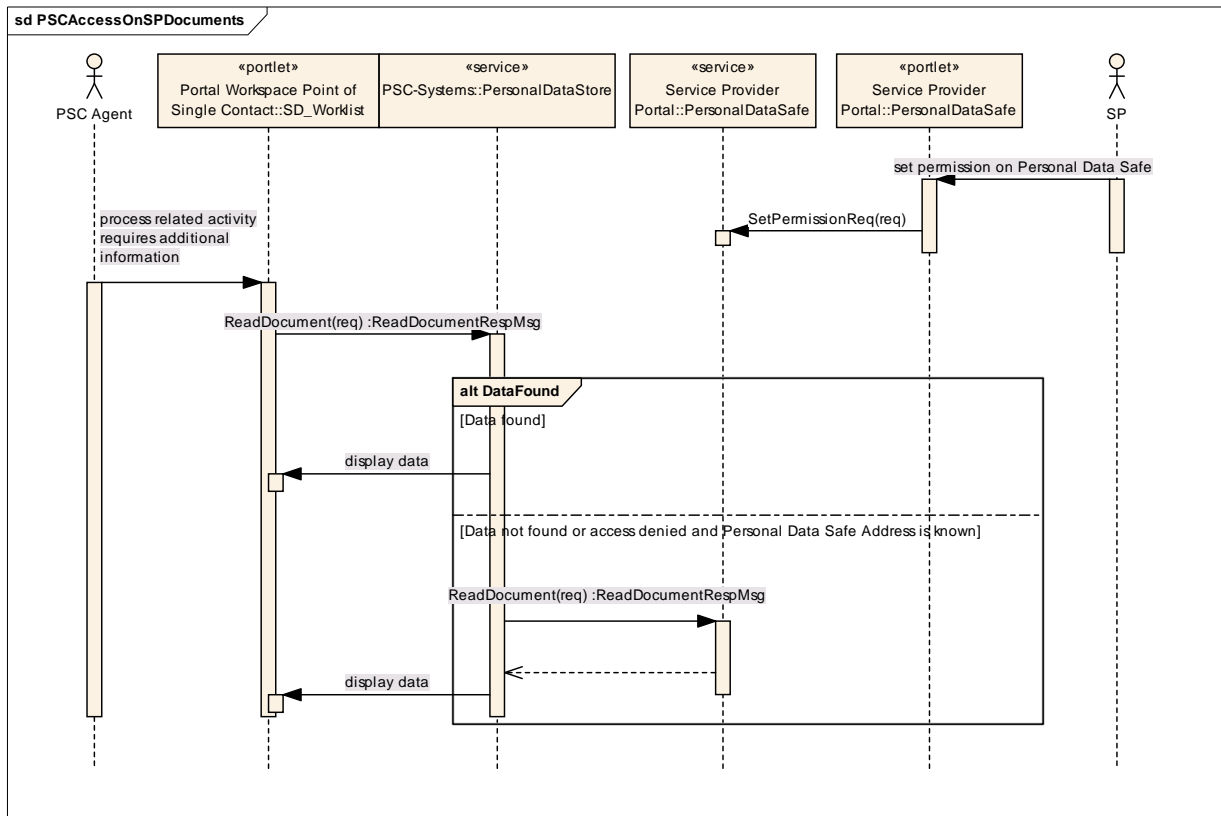 sd PSCAccessOnSPDocuments
PSC Agent
«portlet»
Portal Workspace Point of
Single Contact::SD_Worklist
«service»
PSC-Systems::PersonalDataStore
«service»
Service Provider
Portal::PersonalDataSafe
«portlet»
Service Provider
Portal::PersonalDataSafe
SP
set permission on Personal Data Safe
SetPermissionReq(req)
process related activity
requires additional
information
ReadDocument(req) :ReadDocumentRespMsg
alt DataFound
[Data found]
display data
[Data not found or access denied and Personal Data Safe Address is known]
ReadDocument(req) :ReadDocumentRespMsg
display data